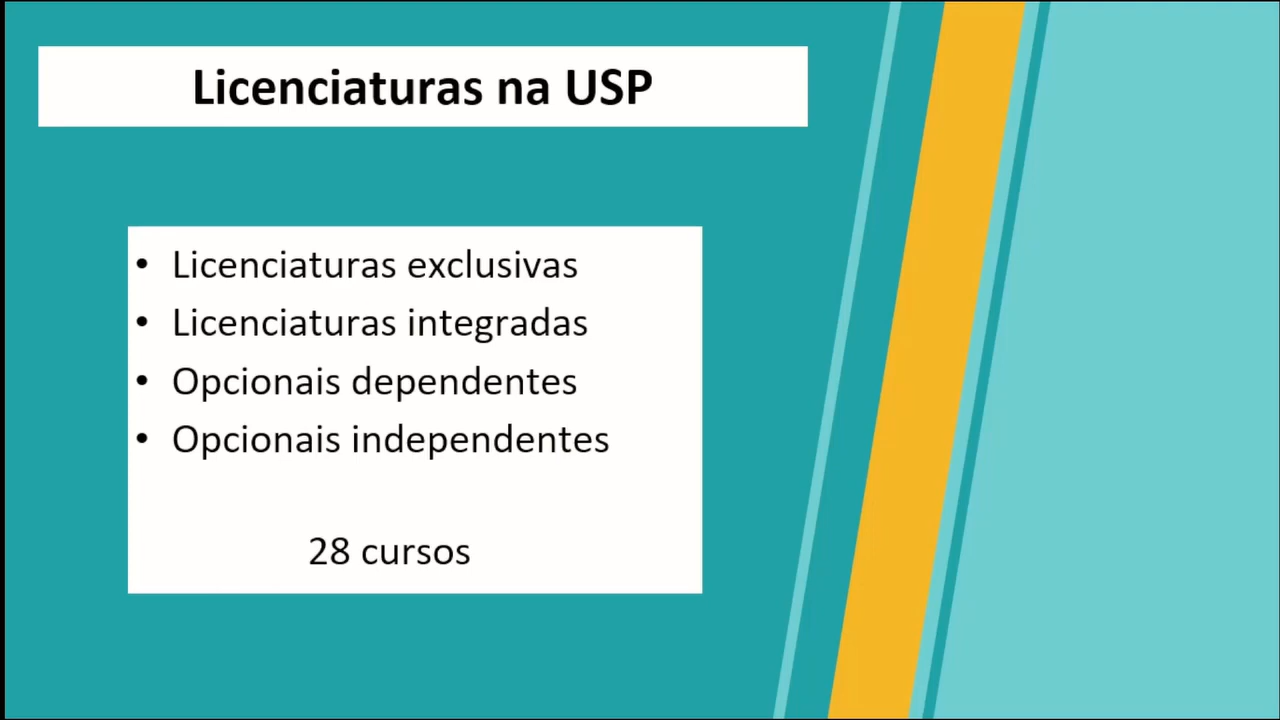 Licenciaturas na USP
• Licenciaturas exclusivas
• Licenciaturas integradas
• Opcionais dependentes
• Opcionais independentes
28 cursos